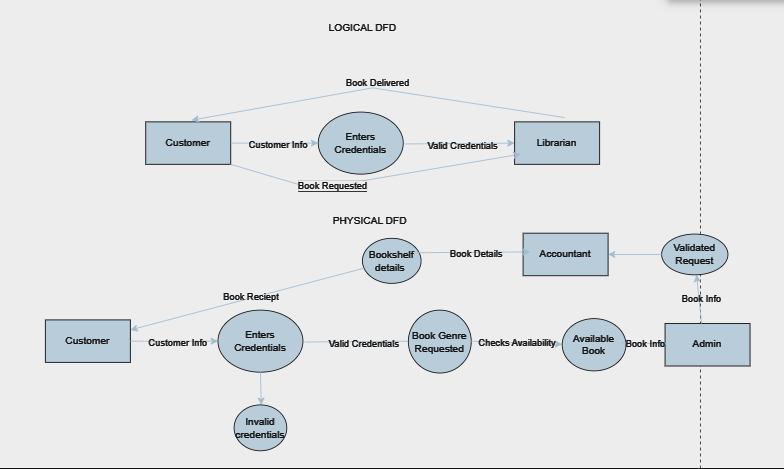 LOGICAL DFD
Book Delivered
Customer
Customer Info
Enters
Credentials
Valid Credentials
Librarian
Book Requested
PHYSICAL DFD
Bookshelf
details
Book Details
Accountant
Validated
Request
Book Reciept
Book Info
Customer
Customer Info
Enters
Credentials
Valid Credentials
Book Genre
Requested
Checks Availability
Available
Book
Book Info
Admin
Invalid
credentials